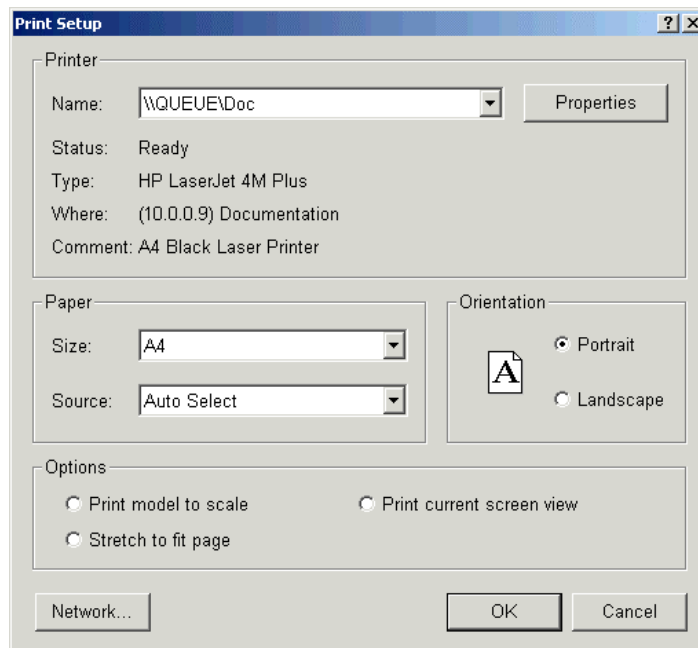 Print Setup
Printer
Name: \\QUEUE\Doc Properties
Status: Ready
Type: HP LaserJet 4M Plus
Where: (10.0.0.9) Documentation
Comment: A4 Black Laser Printer
Paper
Size: A4
Source: Auto Select
Orientation
A
Portrait
Landscape
Options
Print model to scale Print current screen view
Stretch to fit page
Network... OK Cancel